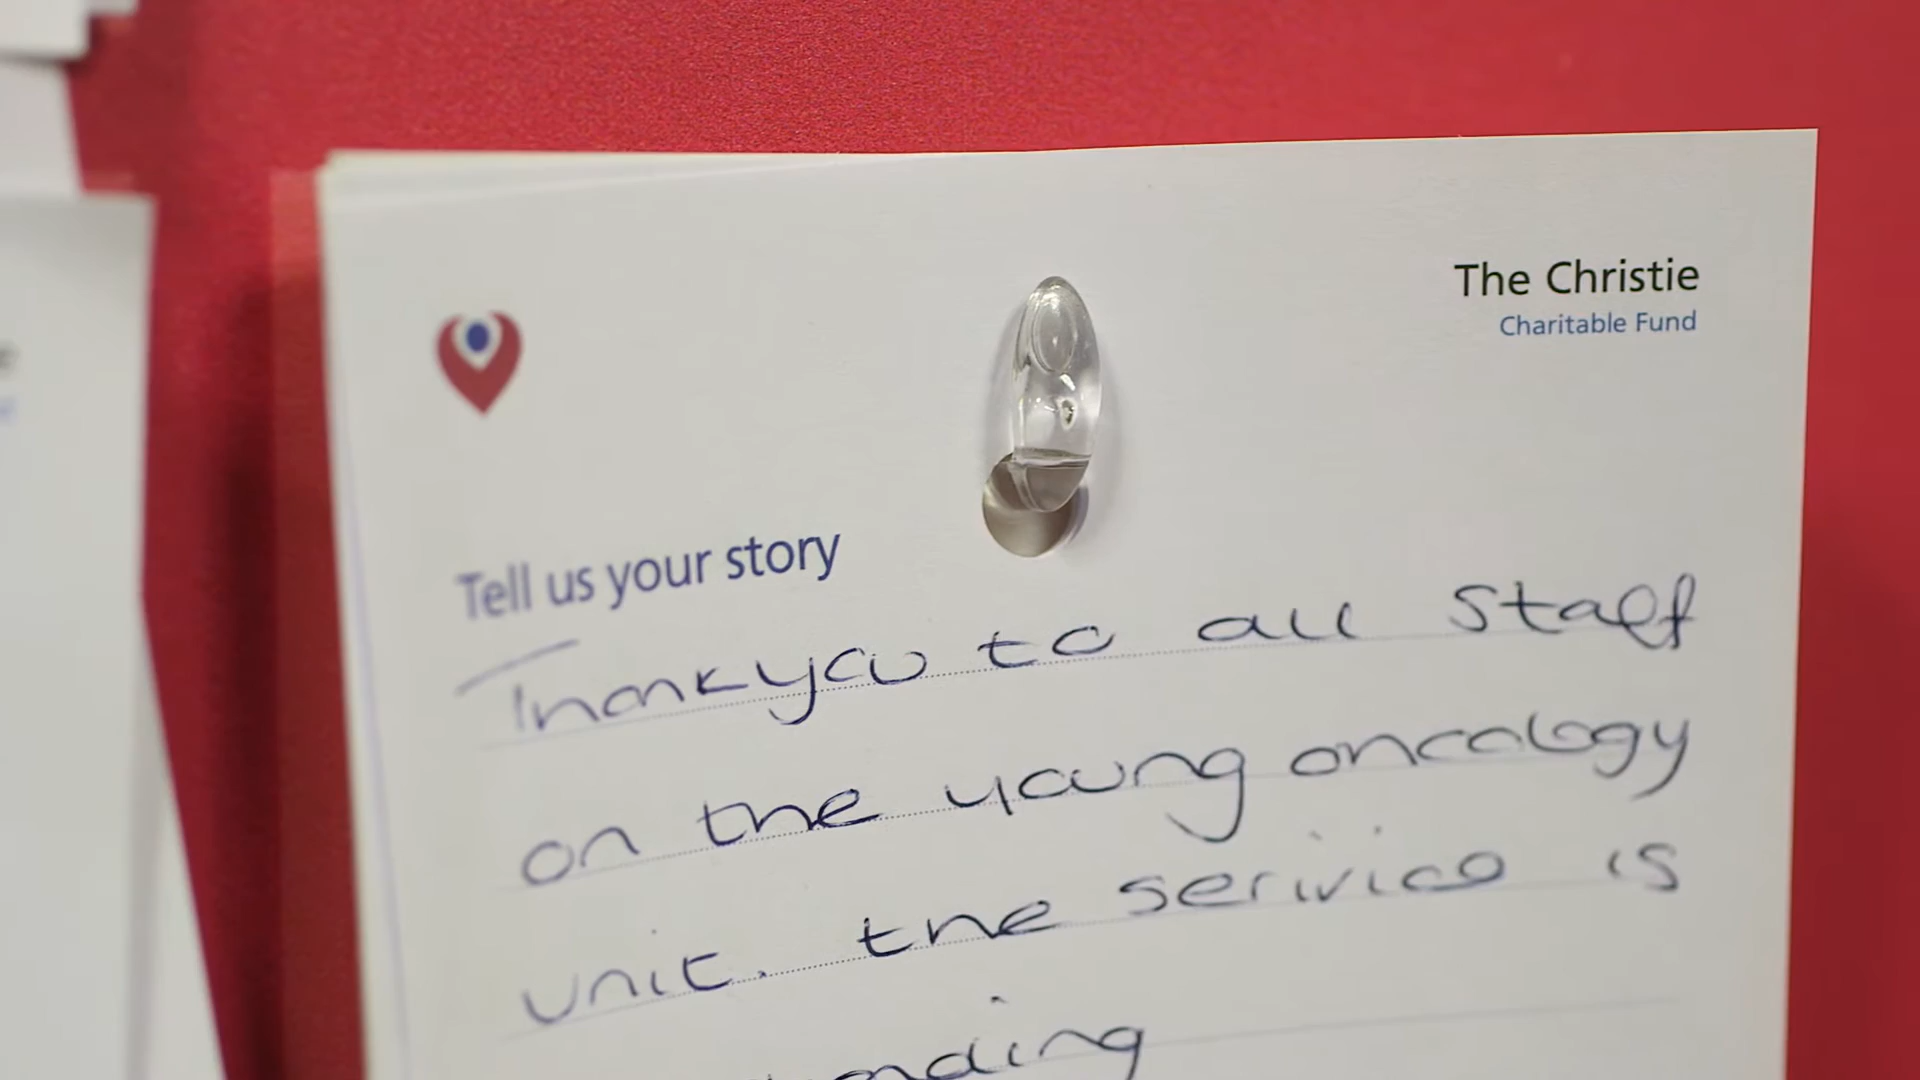 The Christie
Charitable Fund
Tell us your story
Thankyou to all staff
on the young oncology
unit. the serivice is